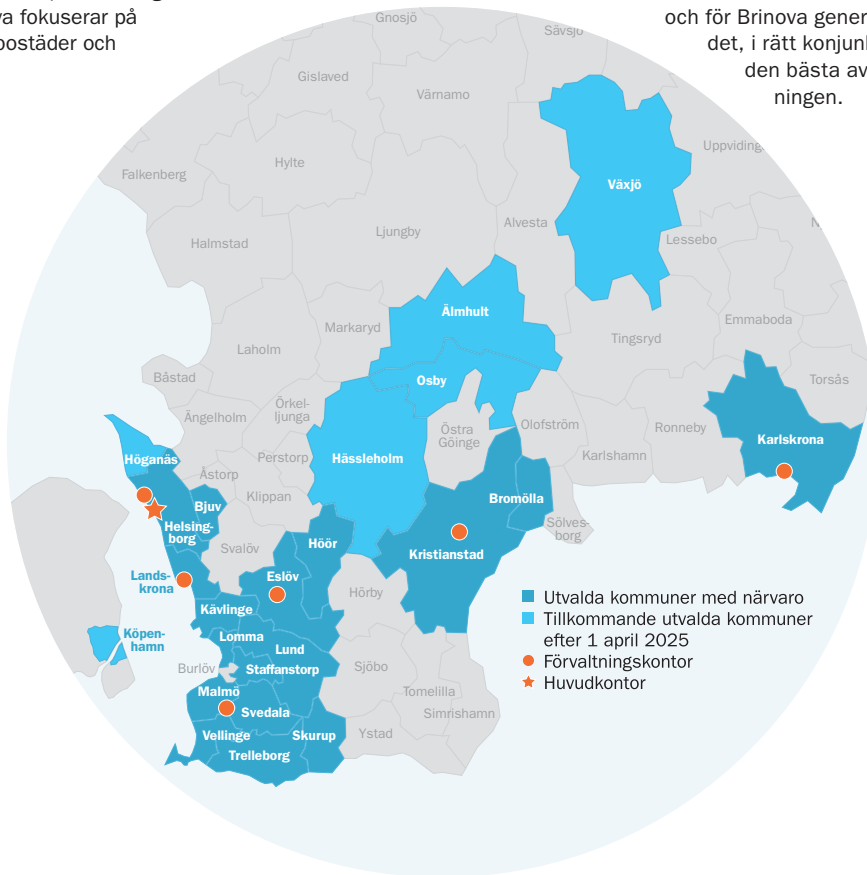 va fokuserar på
bostäder och
och för Brinova gener
det, i rätt konjunk
den bästa av
ningen.
Gnosjö
Sävsjö
Gislaved
Värnamo
Uppviding
Hylte
Falkenberg
Växjö
Alvesta
Ljungby
Lessebo
Halmstad
Älmhult
Emmaboda
Markaryd
Tingsryd
Laholm
Båstad
Osby
Torsås
Örkel-
ljunga
Ängelholm
Östra
Göinge
Olofström
Ronneby
Karlskrona
Karlshamn
Perstorp
Hässleholm
Höganäs
Åstorp
Klippan
Bromölla
Bjuv
Helsing-
borg
Sölves-
borg
Svalöv
Höör
Kristianstad
Lands-
krona
Eslöv
Hörby
Kävlinge
Köpen-
hamn
Lomma
Lund
Burlöv
Staffanstorp
Sjöbo
Malmö
Svedala
Tomelilla
Simrishamn
Vellinge
Skurup
Ystad
Trelleborg
Utvalda kommuner med närvaro
Tillkommande utvalda kommuner
efter 1 april 2025
Förvaltningskontor
Huvudkontor